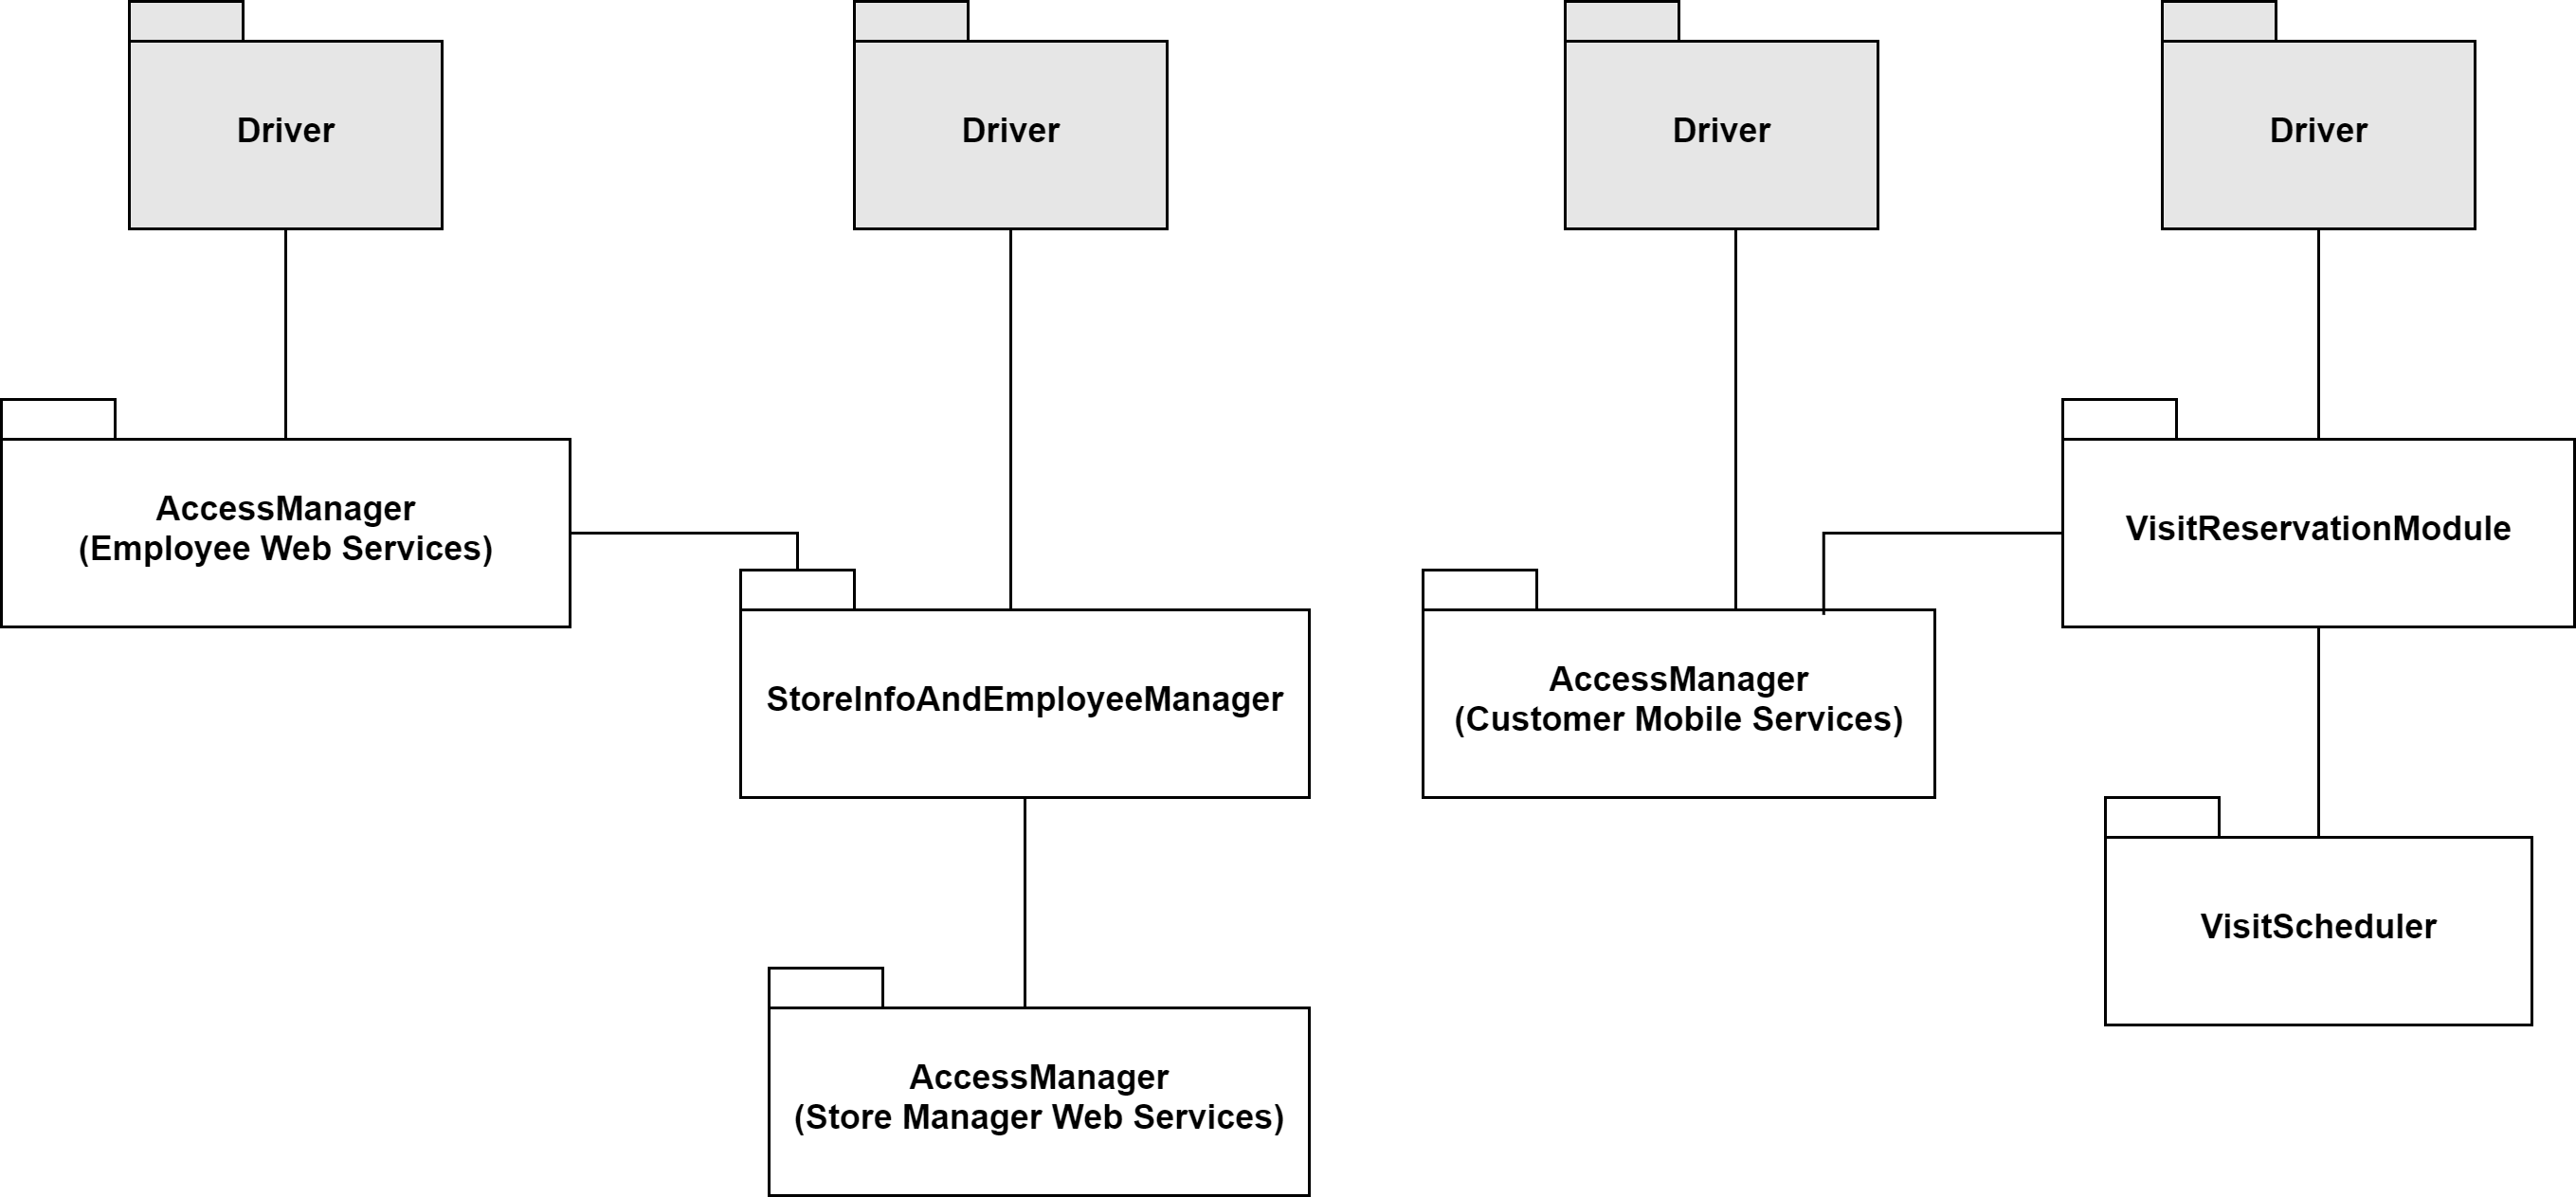 Driver
Driver
Driver
Driver
AccessManager
(Employee Web Services)
VisitReservationModule
StoreInfoAndEmployeeManager
AccessManager
(Customer Mobile Services)
VisitScheduler
AccessManager
(Store Manager Web Services)